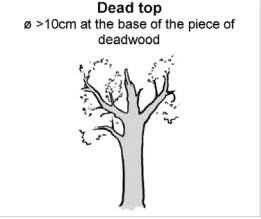 Dead top
ø >10cm at the base of the piece of
deadwood